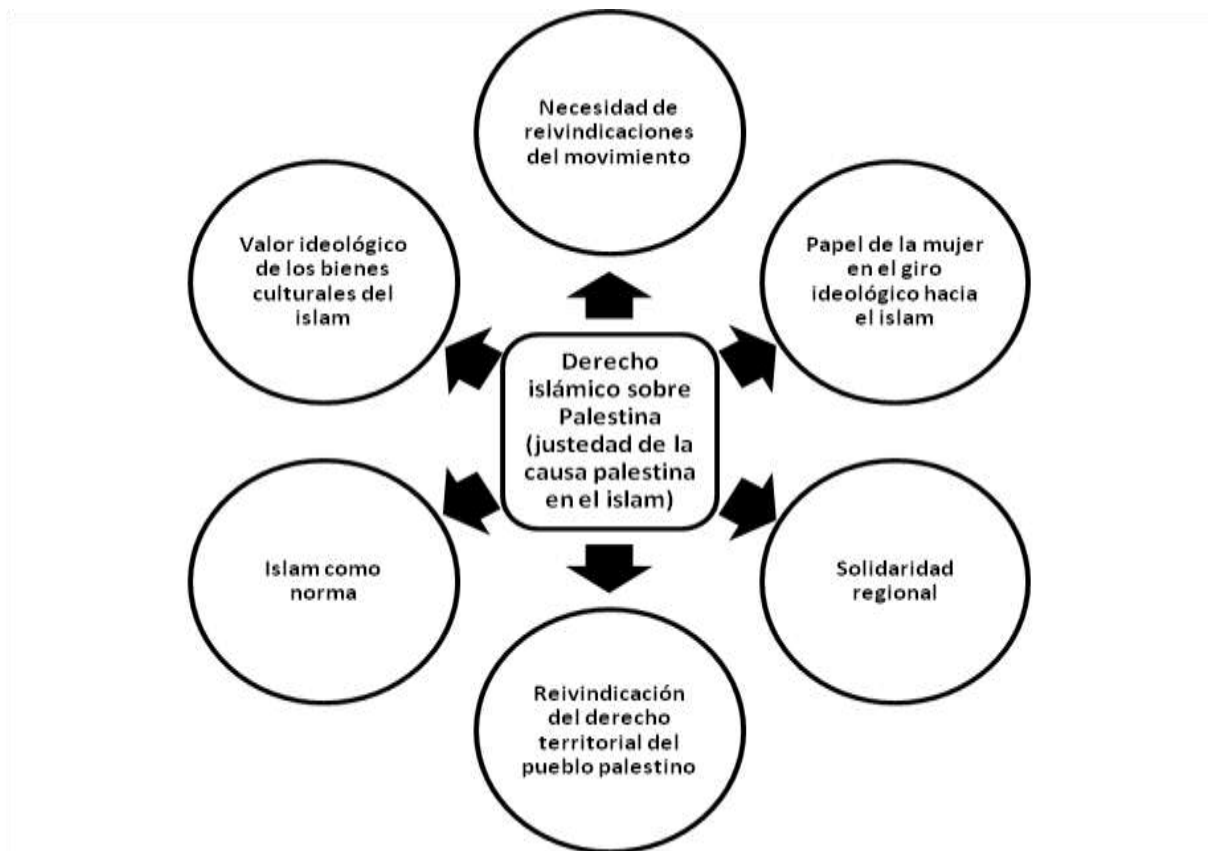 Necesidad de
reivindicaciones
del movimiento
Valor ideológico
de los bienes
culturales del
islam
Papel de la mujer
en el giro
ideológico hacia
el islam
Derecho
islámico sobre
Palestina
(justedad de la
causa palestina
en el islam)
Islam como
norma
Solidaridad
regional
Reivindicación
del derecho
territorial del
pueblo palestino